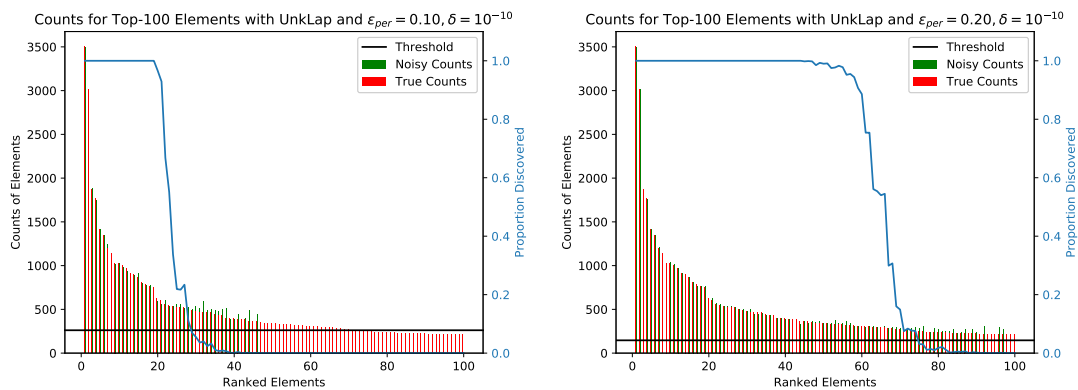 Counts for Top-100 Elements with UnkLap and ε_per = 0.10, δ = 10^−10
Counts of Elements
3500
3000
2500
2000
1500
1000
500
0
0
20
40
60
80
100
Ranked Elements
Threshold
Noisy Counts
True Counts
1.0
0.8
0.6
0.4
0.2
0.0
Proportion Discovered
Counts for Top-100 Elements with UnkLap and ε_per = 0.20, δ = 10^−10
Counts of Elements
3500
3000
2500
2000
1500
1000
500
0
0
20
40
60
80
100
Ranked Elements
Threshold
Noisy Counts
True Counts
1.0
0.8
0.6
0.4
0.2
0.0
Proportion Discovered